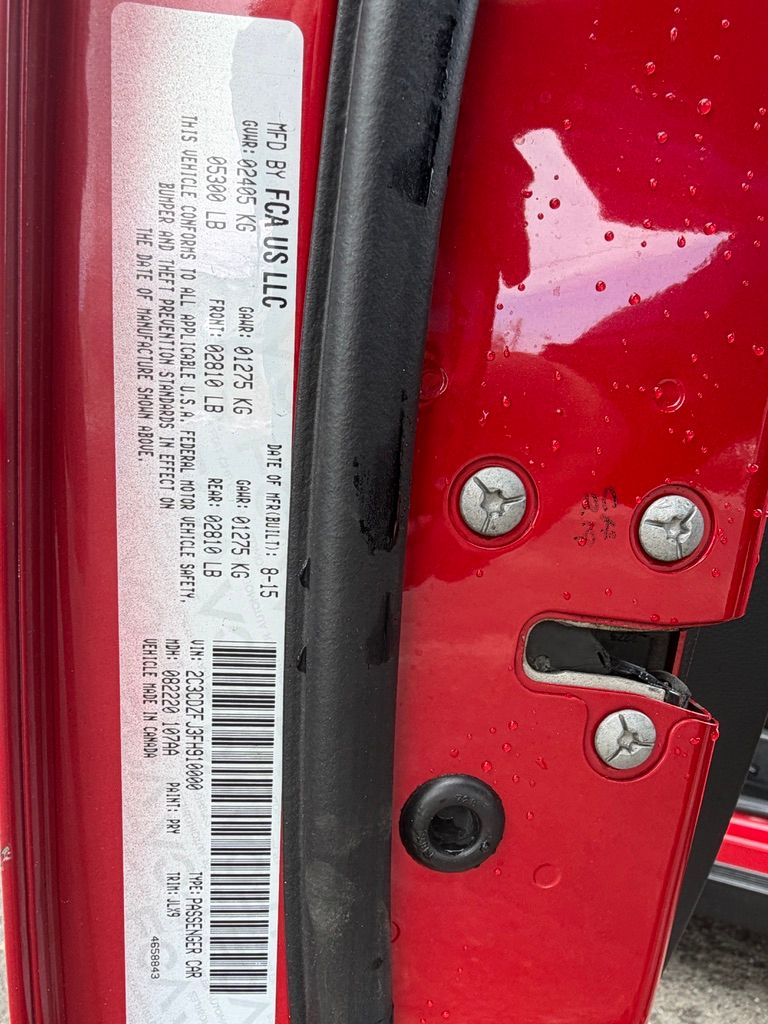 MFD BY FCA US LLC
DATE OF MFR(BUILT): 8-15
GVWR: 02405 KG GAWR: 01275 KG GAWR: 01275 KG
05300 LB FRONT: 02810 LB REAR: 02810 LB
THIS VEHICLE CONFORMS TO ALL APPLICABLE U.S.A. FEDERAL MOTOR VEHICLE SAFETY,
BUMPER AND THEFT PREVENTION STANDARDS IN EFFECT ON
THE DATE OF MANUFACTURE SHOWN ABOVE.
VIN: 2C3CDZFJ3FH910000 TYPE: PASSENGER CAR
MDH: 082220 107AA PAINT: PRY TRIM: JLX9
VEHICLE MADE IN CANADA
4658843